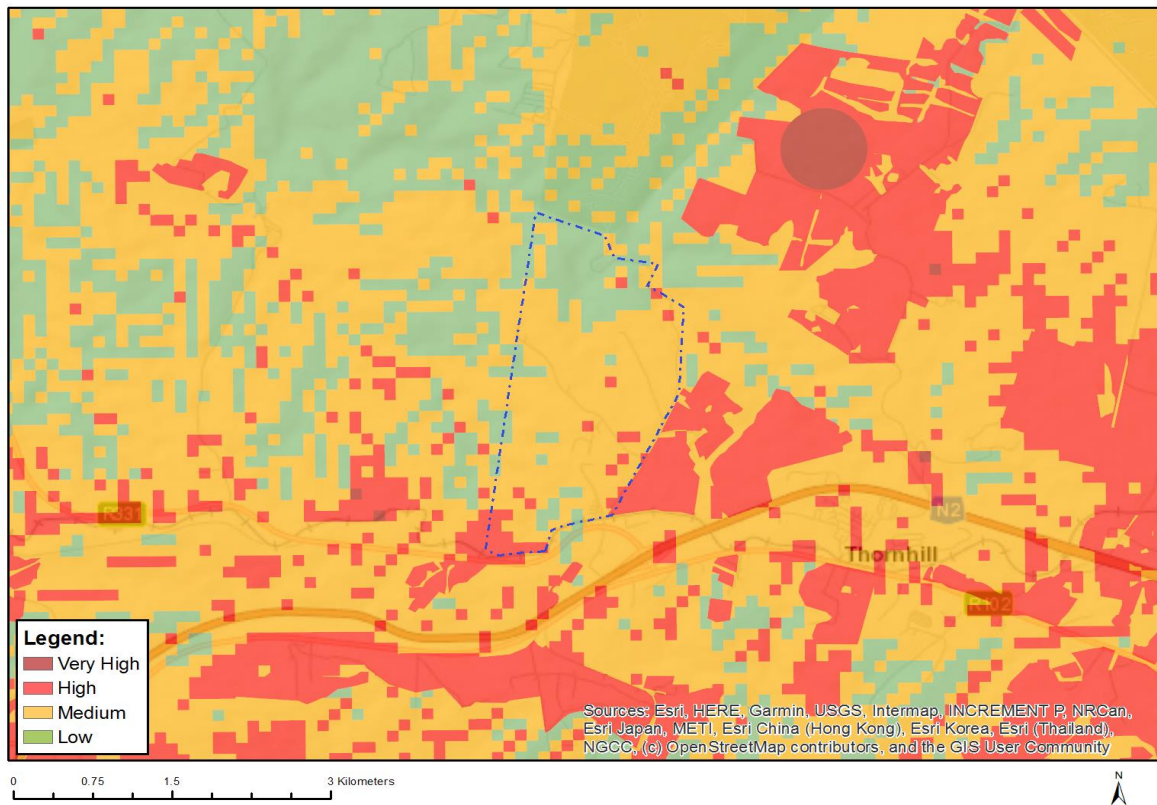 R331
N2
Thornhill
R102
Legend:
Very High
High
Medium
Low
Sources: Esri, HERE, Garmin, USGS, Intermap, INCREMENT P, NRCan,
Esri Japan, METI, Esri China (Hong Kong), Esri Korea, Esri (Thailand),
NGCC, (c) OpenStreetMap contributors, and the GIS User Community
0 0.75 1.5 3 Kilometers
N